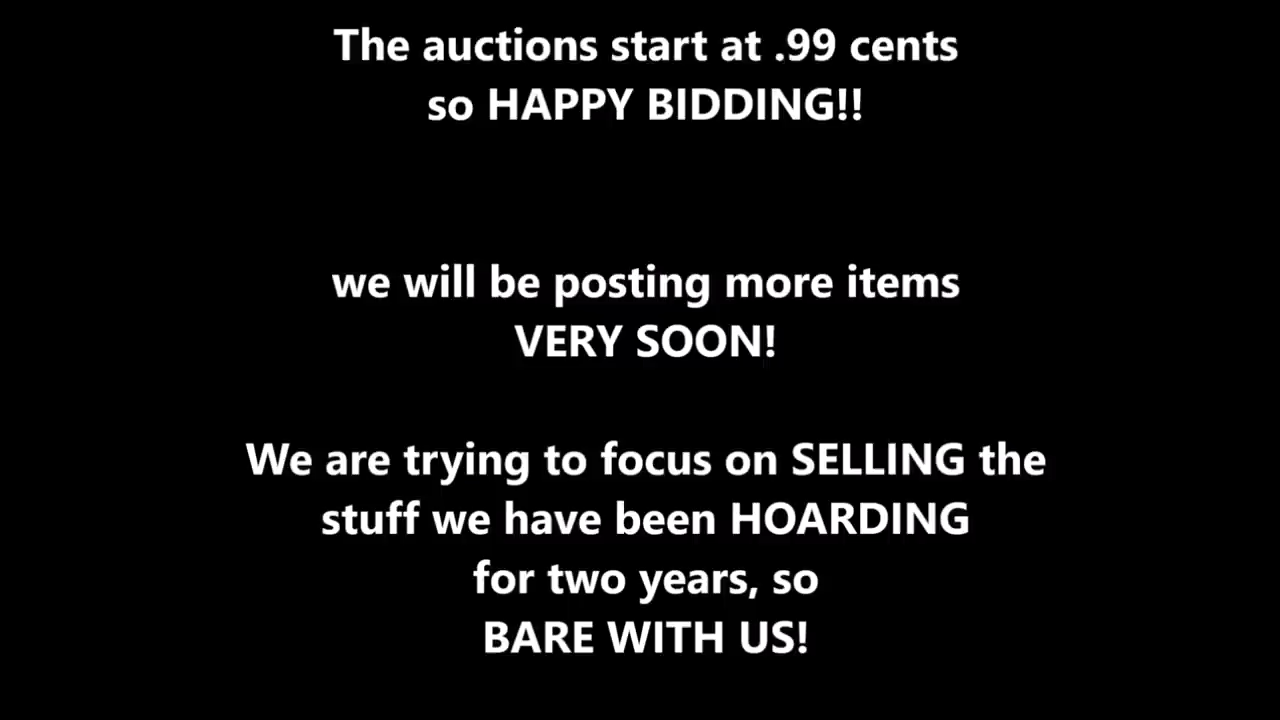 The auctions start at .99 cents
so HAPPY BIDDING!!
we will be posting more items
VERY SOON!
We are trying to focus on SELLING the
stuff we have been HOARDING
for two years, so
BARE WITH US!